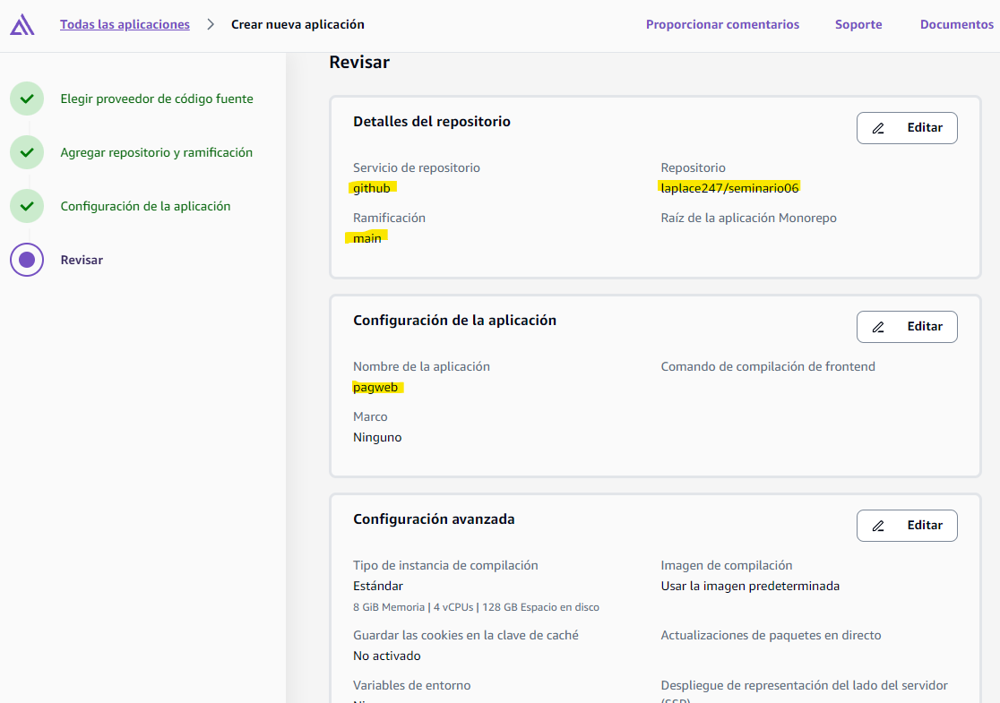 Todas las aplicaciones > Crear nueva aplicación
Proporcionar comentarios
Soporte
Documentos
Elegir proveedor de código fuente
Agregar repositorio y ramificación
Configuración de la aplicación
Revisar
Revisar
Detalles del repositorio
Editar
Servicio de repositorio
github
Repositorio
laplace247/seminario06
Ramificación
main
Raíz de la aplicación Monorepo
Configuración de la aplicación
Editar
Nombre de la aplicación
pagweb
Comando de compilación de frontend
Marco
Ninguno
Configuración avanzada
Editar
Tipo de instancia de compilación
Estándar
8 GiB Memoria | 4 vCPUs | 128 GB Espacio en disco
Imagen de compilación
Usar la imagen predeterminada
Guardar las cookies en la clave de caché
No activado
Actualizaciones de paquetes en directo
Variables de entorno
Despliegue de representación del lado del servidor